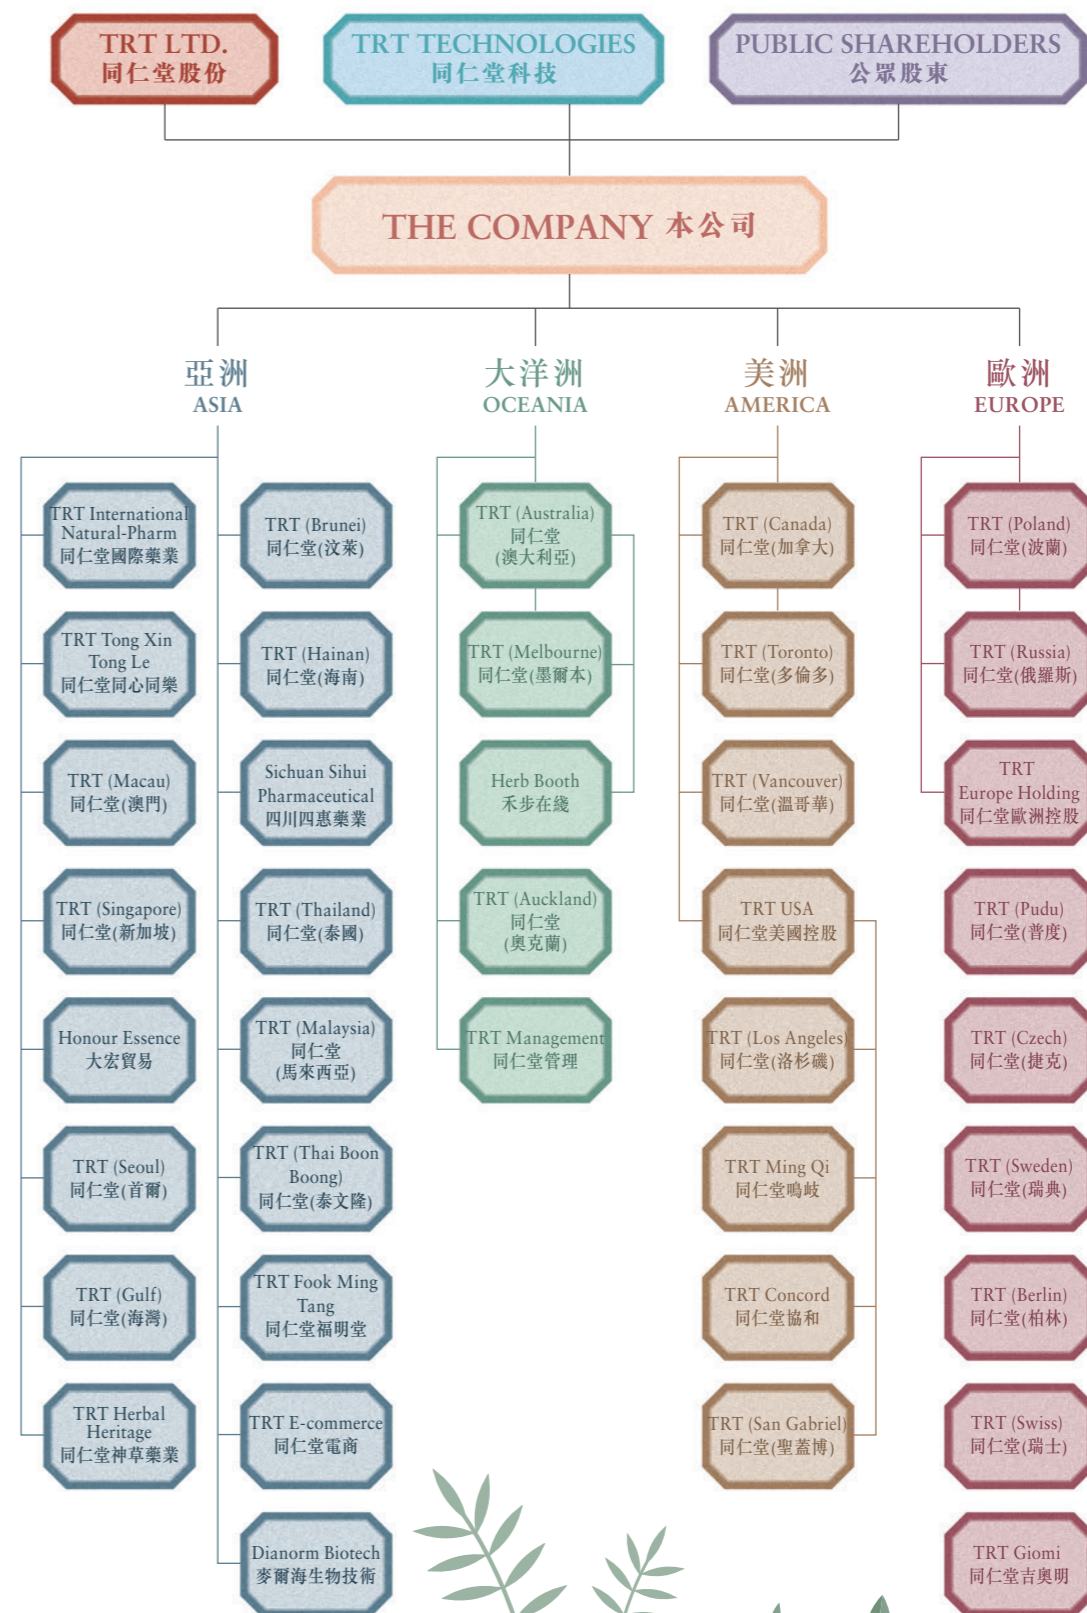 TRT LTD.
同仁堂股份
TRT TECHNOLOGIES
同仁堂科技
PUBLIC SHAREHOLDERS
公眾股東
THE COMPANY 本公司
亞洲
ASIA
TRT International
Natural-Pharm
同仁堂國際藥業
TRT Tong Xin
Tong Le
同仁堂同心同樂
TRT (Macau)
同仁堂(澳門)
TRT (Singapore)
同仁堂(新加坡)
Honour Essence
大宏貿易
TRT (Seoul)
同仁堂(首爾)
TRT (Gulf)
同仁堂(海灣)
TRT Herbal
Heritage
同仁堂神草藥業
TRT (Brunei)
同仁堂(汶萊)
TRT (Hainan)
同仁堂(海南)
Sichuan Sihui
Pharmaceutical
四川四惠藥業
TRT (Thailand)
同仁堂(泰國)
TRT (Malaysia)
同仁堂
(馬來西亞)
TRT (Thai Boon
Boong)
同仁堂(泰文隆)
TRT Fook Ming
Tang
同仁堂福明堂
TRT E-commerce
同仁堂電商
Dianorm Biotech
麥爾海生物技術
大洋洲
OCEANIA
TRT (Australia)
同仁堂
(澳大利亞)
TRT (Melbourne)
同仁堂(墨爾本)
Herb Booth
禾步在綫
TRT (Auckland)
同仁堂
(奧克蘭)
TRT Management
同仁堂管理
美洲
AMERICA
TRT (Canada)
同仁堂(加拿大)
TRT (Toronto)
同仁堂(多倫多)
TRT (Vancouver)
同仁堂(溫哥華)
TRT USA
同仁堂美國控股
TRT (Los Angeles)
同仁堂(洛杉磯)
TRT Ming Qi
同仁堂鳴岐
TRT Concord
同仁堂協和
TRT (San Gabriel)
同仁堂(聖蓋博)
歐洲
EUROPE
TRT (Poland)
同仁堂(波蘭)
TRT (Russia)
同仁堂(俄羅斯)
TRT
Europe Holding
同仁堂歐洲控股
TRT (Pudu)
同仁堂(普度)
TRT (Czech)
同仁堂(捷克)
TRT (Sweden)
同仁堂(瑞典)
TRT (Berlin)
同仁堂(柏林)
TRT (Swiss)
同仁堂(瑞士)
TRT Giomi
同仁堂吉奧明